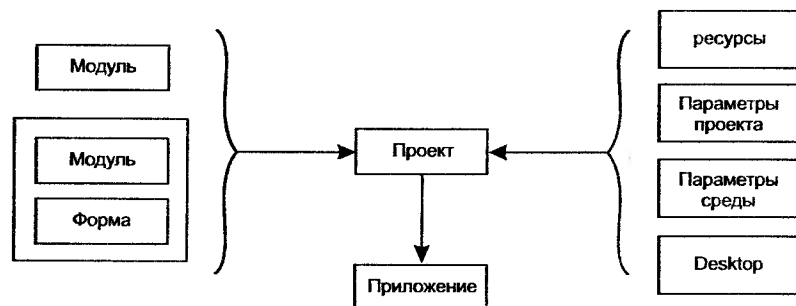 Модуль
Модуль
Форма
Проект
Приложение
ресурсы
Параметры
проекта
Параметры
среды
Desktop